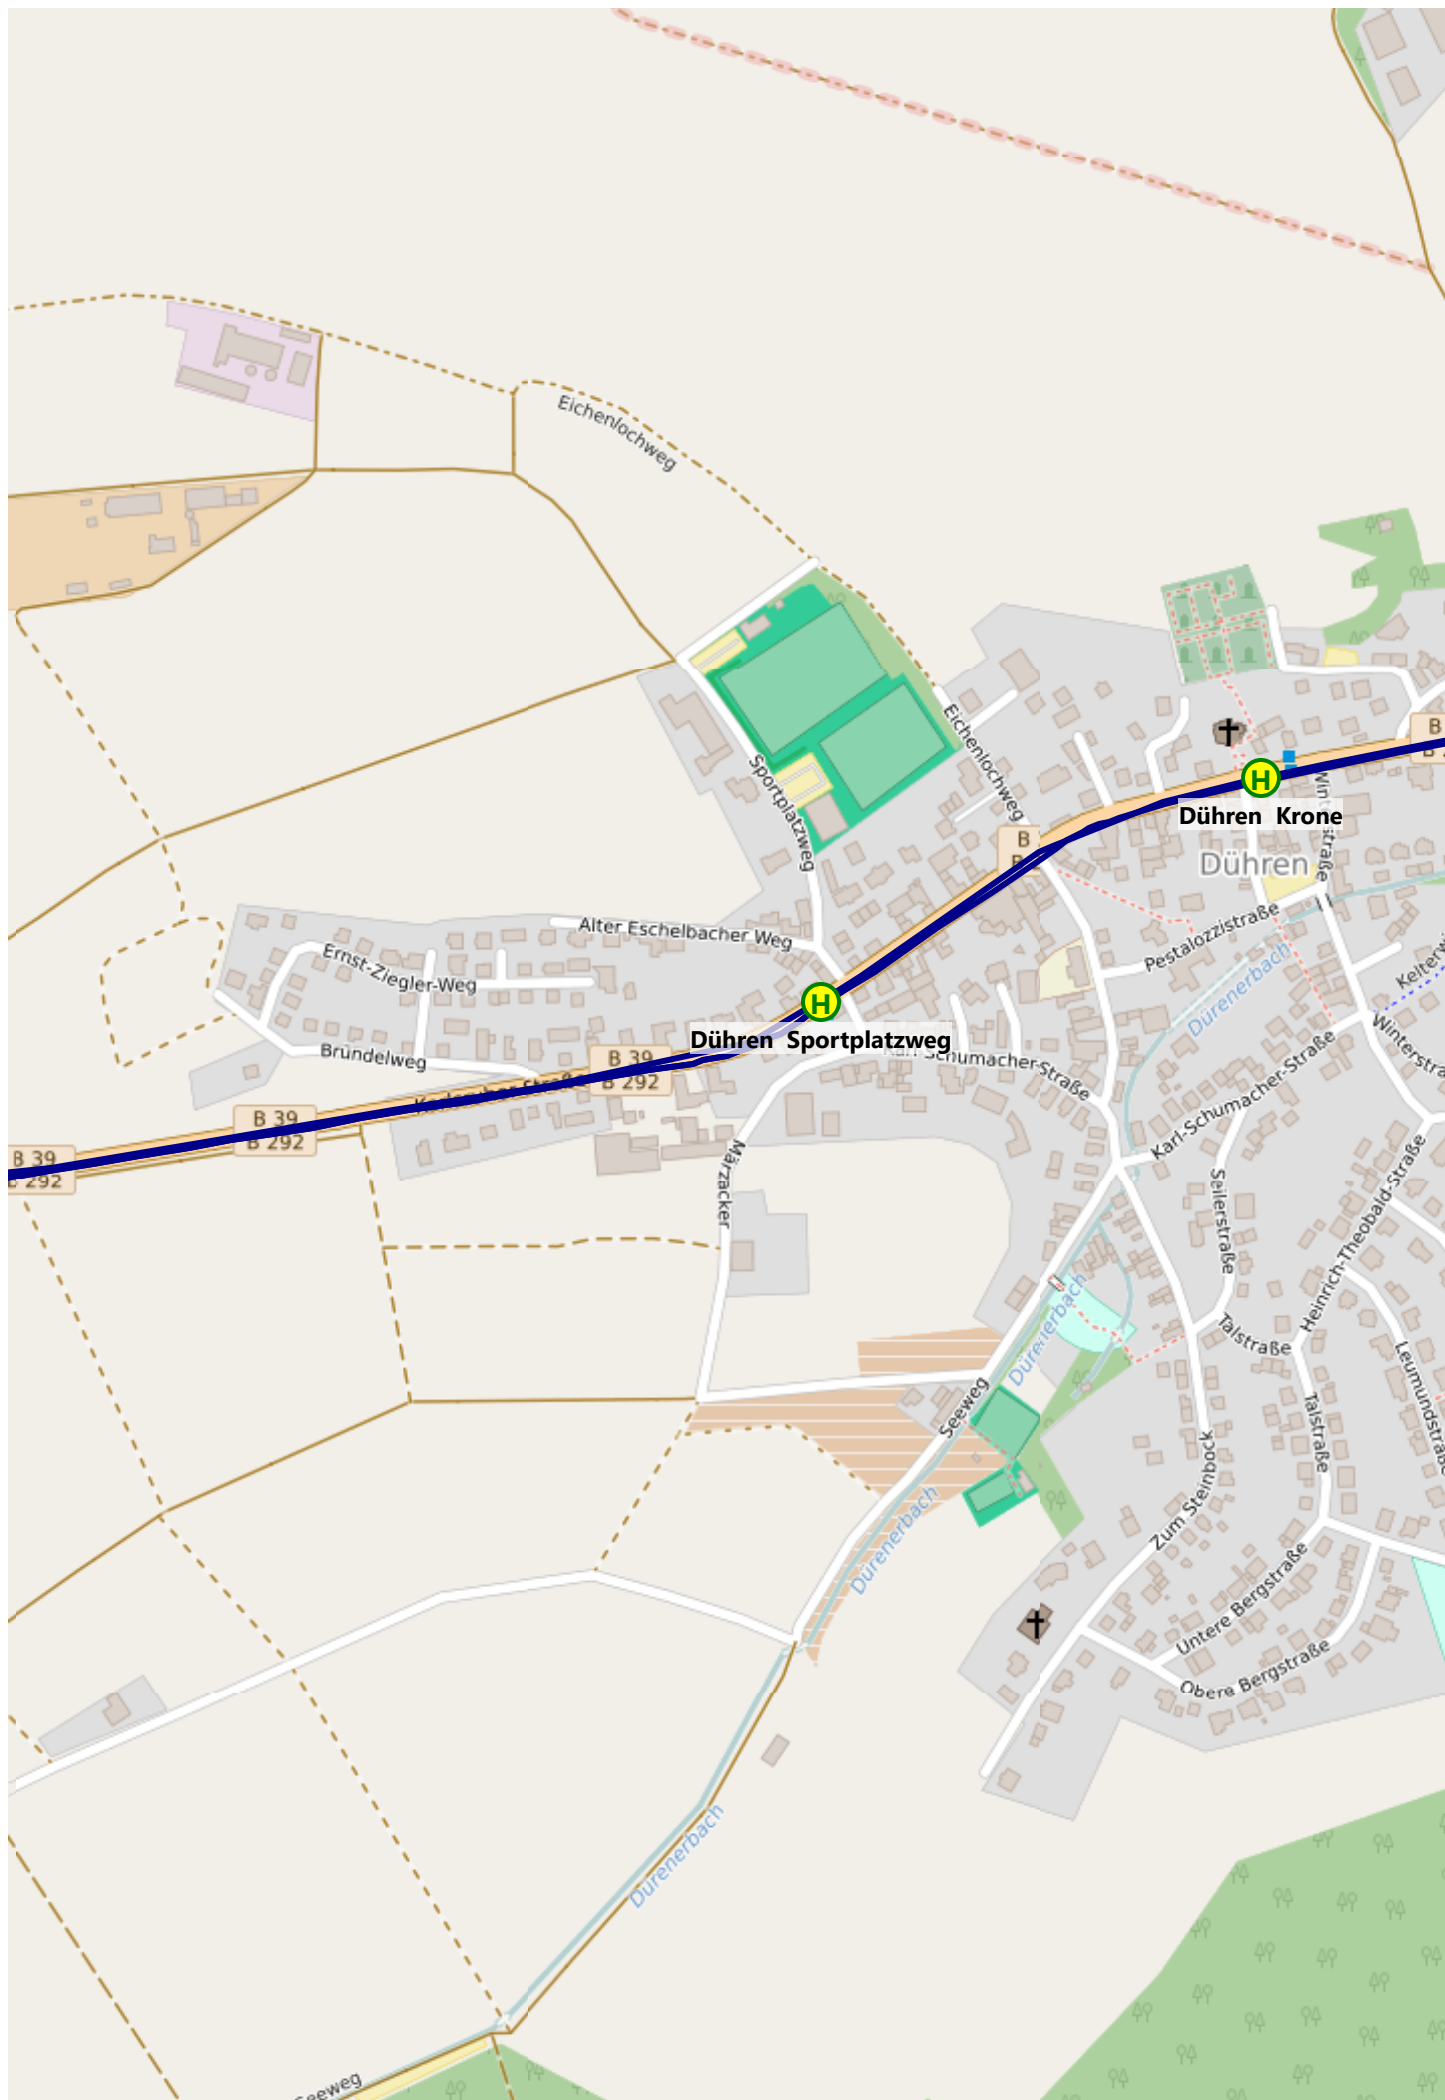 Eichenlochweg
B
Eichenlochweg
Sportplatzweg
H
Dühren Krone
B
Dühren
Alter Eschelbacher Weg
Pestalozzistraße
Ernst-Ziegler-Weg
Dürenerbach
H
Dühren Sportplatzweg
Bründelweg
B 39
B 292
Karl-Schumacher-Straße
Karl-Schumacher-Straße
B 39
B 292
B 39
B 292
Märzacker
Seilerstraße
Heinrich-Theobald-Straße
Dürenerbach
Talstraße
Seeweg
Talstraße
Zum Steinbock
Dürenerbach
Untere Bergstraße
Obere Bergstraße
Dürenerbach
Seeweg